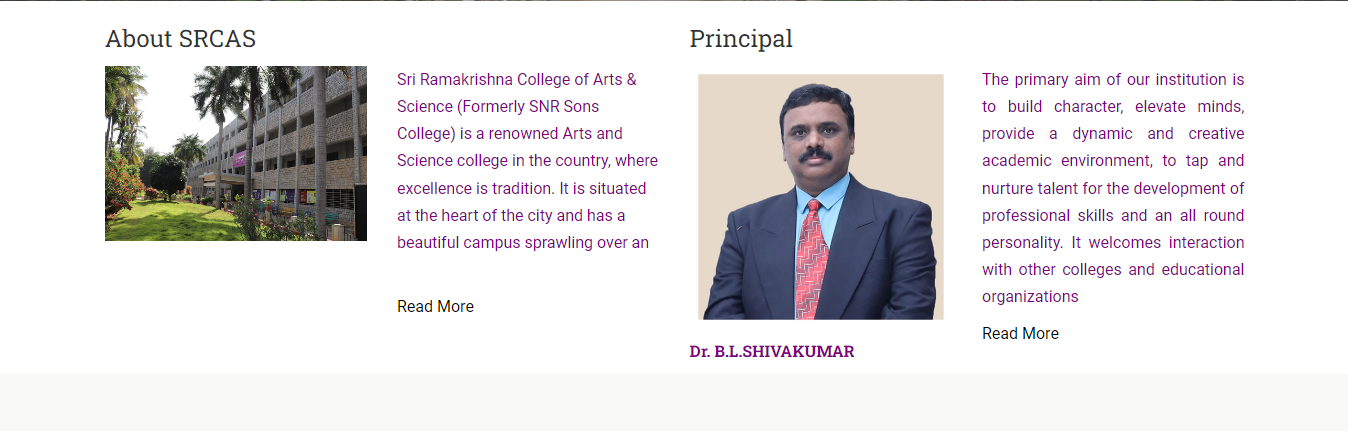 About SRCAS
Sri Ramakrishna College of Arts &
Science (Formerly SNR Sons
College) is a renowned Arts and
Science college in the country, where
excellence is tradition. It is situated
at the heart of the city and has a
beautiful campus sprawling over an
Read More
Principal
Dr. B.L.SHIVAKUMAR
The primary aim of our institution is
to build character, elevate minds,
provide a dynamic and creative
academic environment, to tap and
nurture talent for the development of
professional skills and an all round
personality. It welcomes interaction
with other colleges and educational
organizations
Read More